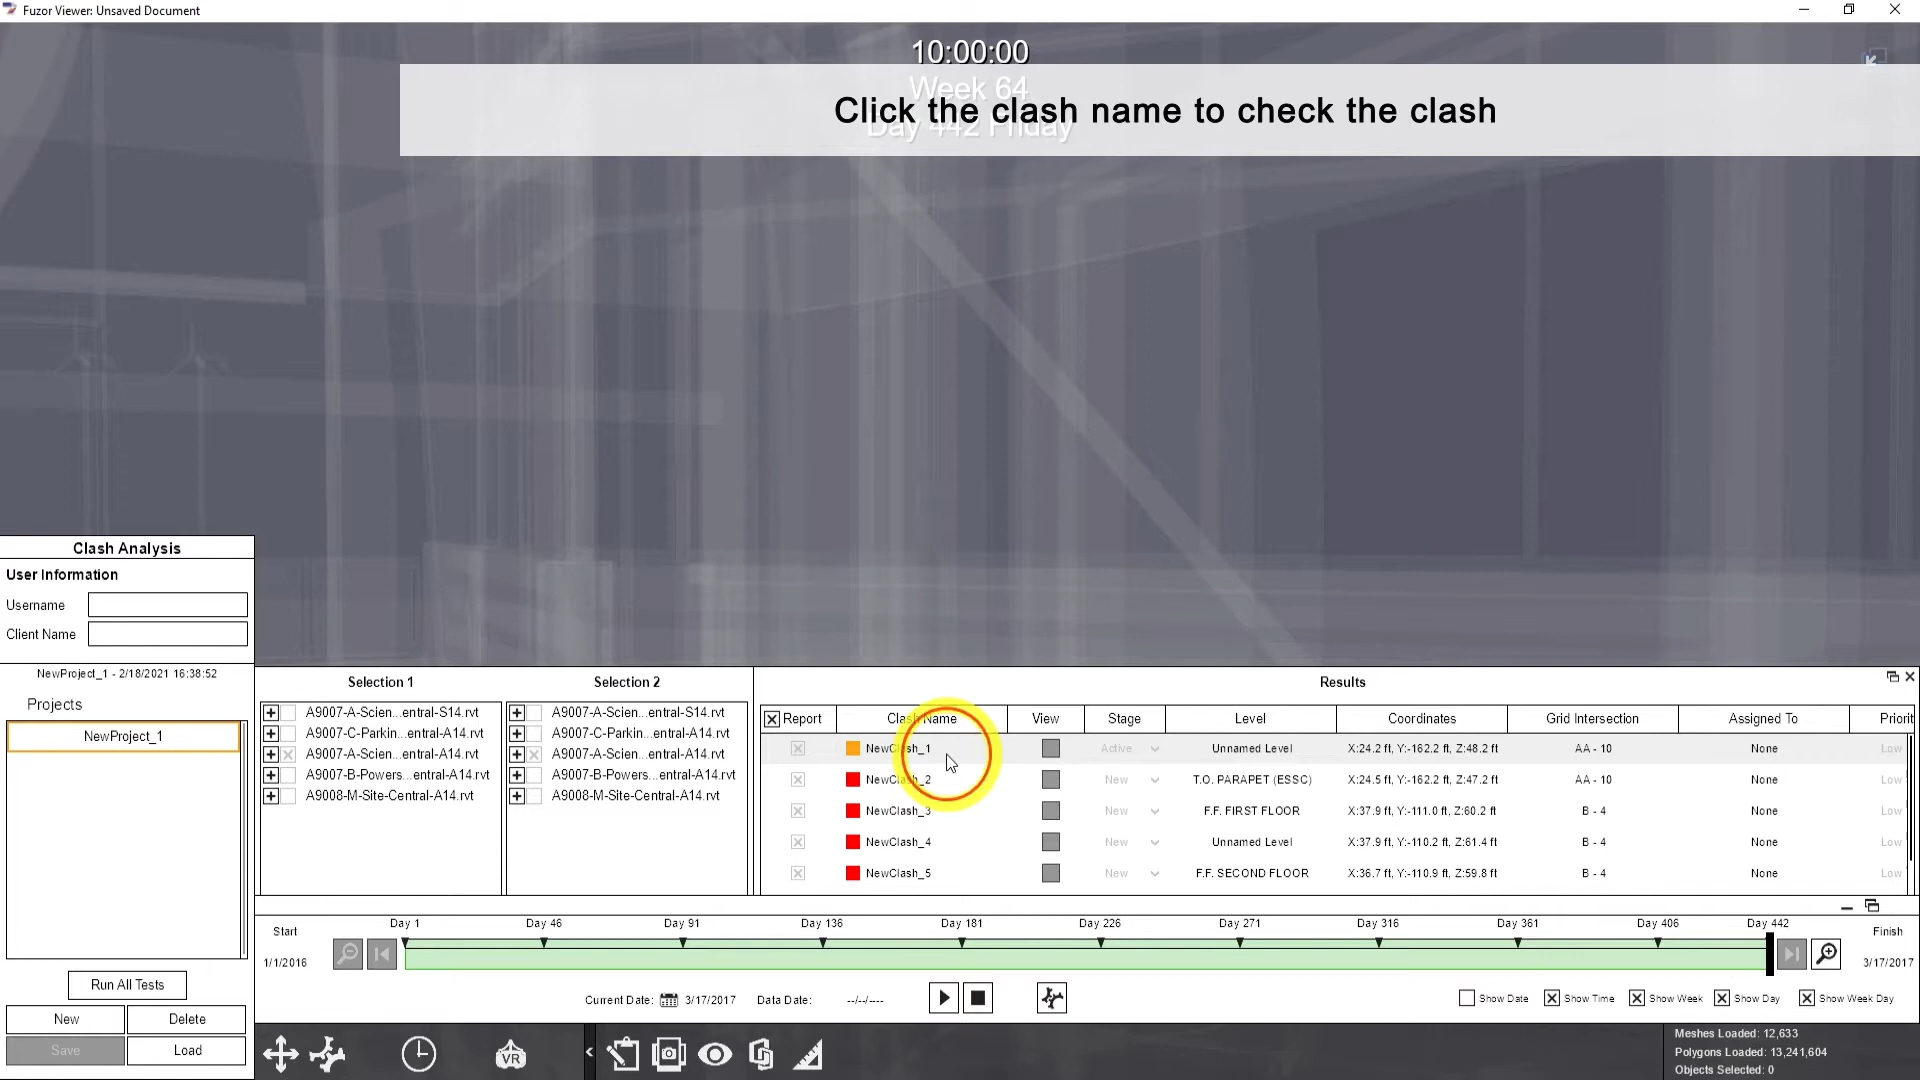 Fuzor Viewer: Unsaved Document
10:00:00
Week 64
Day 442 Friday
Click the clash name to check the clash
Clash Analysis
User Information
Username
Client Name
NewProject_1 - 2/18/2021 16:38:52
Projects
NewProject_1
Run All Tests
New
Delete
Save
Load
Selection 1
A9007-A-Scien...entral-S14.rvt
A9007-C-Parkin...entral-A14.rvt
A9007-A-Scien...entral-A14.rvt
A9007-B-Powers...entral-A14.rvt
A9008-M-Site-Central-A14.rvt
Selection 2
A9007-A-Scien...entral-S14.rvt
A9007-C-Parkin...entral-A14.rvt
A9007-A-Scien...entral-A14.rvt
A9007-B-Powers...entral-A14.rvt
A9008-M-Site-Central-A14.rvt
Results
Report Clash Name View Stage Level Coordinates Grid Intersection Assigned To Priorit
NewClash_1 Active Unnamed Level X:24.2 ft, Y:-162.2 ft, Z:48.2 ft AA - 10 None Low
NewClash_2 New T.O. PARAPET (ESSC) X:24.5 ft, Y:-162.2 ft, Z:47.2 ft AA - 10 None Low
NewClash_3 New F.F. FIRST FLOOR X:37.9 ft, Y:-111.0 ft, Z:60.2 ft B - 4 None Low
NewClash_4 New Unnamed Level X:37.9 ft, Y:-110.2 ft, Z:61.4 ft B - 4 None Low
NewClash_5 New F.F. SECOND FLOOR X:36.7 ft, Y:-110.9 ft, Z:59.8 ft B - 4 None Low
Day 1 Day 46 Day 91 Day 136 Day 181 Day 226 Day 271 Day 316 Day 361 Day 406 Day 442
Start
1/1/2016
Finish
3/17/2017
Current Date: 3/17/2017 Data Date: --/--/----
Show Date Show Time Show Week Show Day Show Week Day
VR
Meshes Loaded: 12,633
Polygons Loaded: 13,241,604
Objects Selected: 0